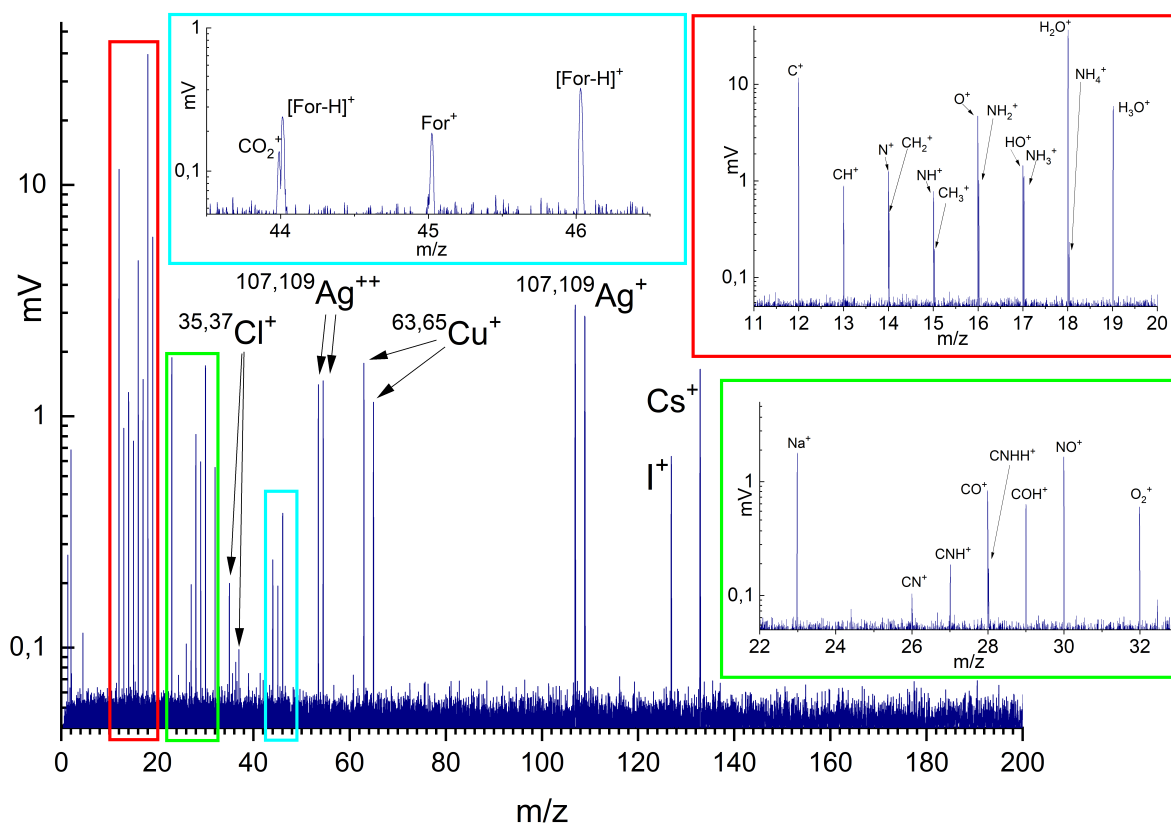 mV
10
1
0,1
0
20
40
60
80
100
120
140
160
180
200
m/z
35,37Cl+
107,109Ag++
63,65Cu+
107,109Ag+
I+
Cs+
mV
1
0,1
CO2+
[For-H]+
For+
[For-H]+
44
45
46
m/z
mV
10
1
0,1
C+
CH+
N+
CH2+
NH+
CH3+
O+
NH2+
HO+
NH3+
H2O+
NH4+
H3O+
11
12
13
14
15
16
17
18
19
20
m/z
mV
1
0,1
Na+
CN+
CNH+
CO+
CNHH+
COH+
NO+
O2+
22
24
26
28
30
32
m/z